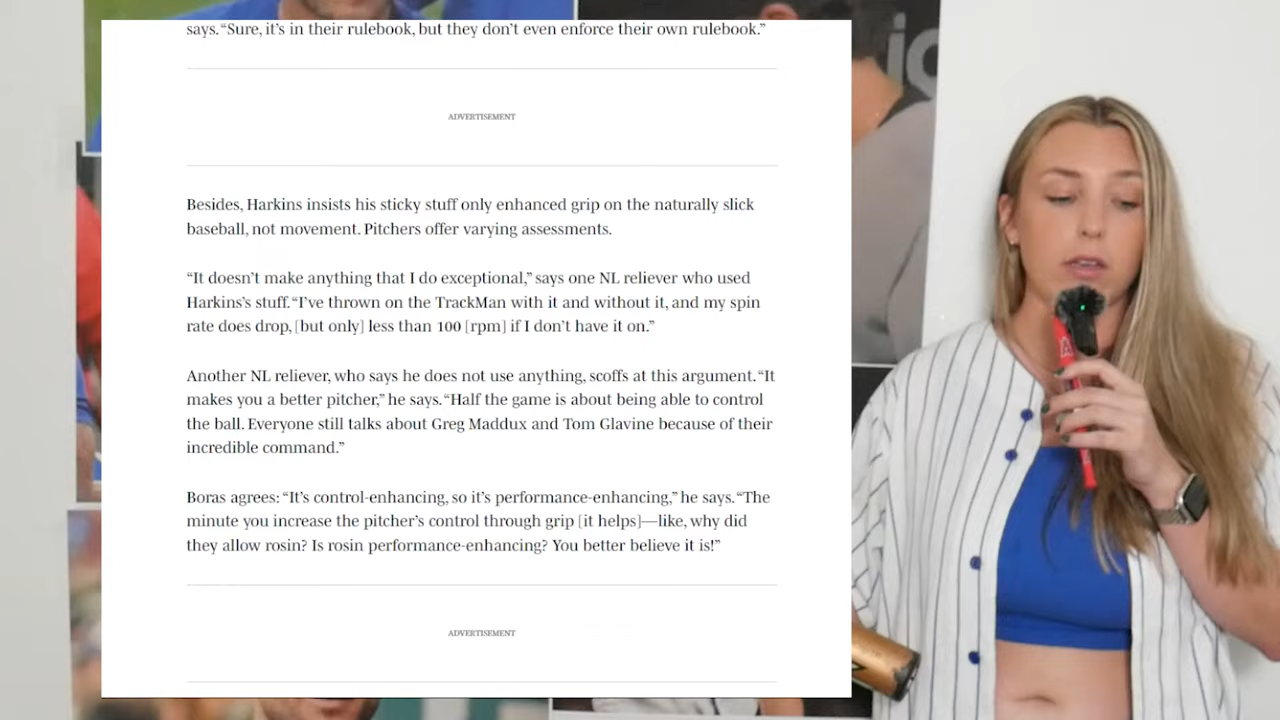 says. “Sure, it’s in their rulebook, but they don’t even enforce their own rulebook.”
ADVERTISEMENT
Besides, Harkins insists his sticky stuff only enhanced grip on the naturally slick
baseball, not movement. Pitchers offer varying assessments.
“It doesn’t make anything that I do exceptional,” says one NL reliever who used
Harkins’s stuff. “I’ve thrown on the TrackMan with it and without it, and my spin
rate does drop, [but only] less than 100 [rpm] if I don’t have it on.”
Another NL reliever, who says he does not use anything, scoffs at this argument. “It
makes you a better pitcher,” he says. “Half the game is about being able to control
the ball. Everyone still talks about Greg Maddux and Tom Glavine because of their
incredible command.”
Boras agrees: “It’s control-enhancing, so it’s performance-enhancing,” he says. “The
minute you increase the pitcher’s control through grip [it helps]—like, why did
they allow rosin? Is rosin performance-enhancing? You better believe it is!”
ADVERTISEMENT